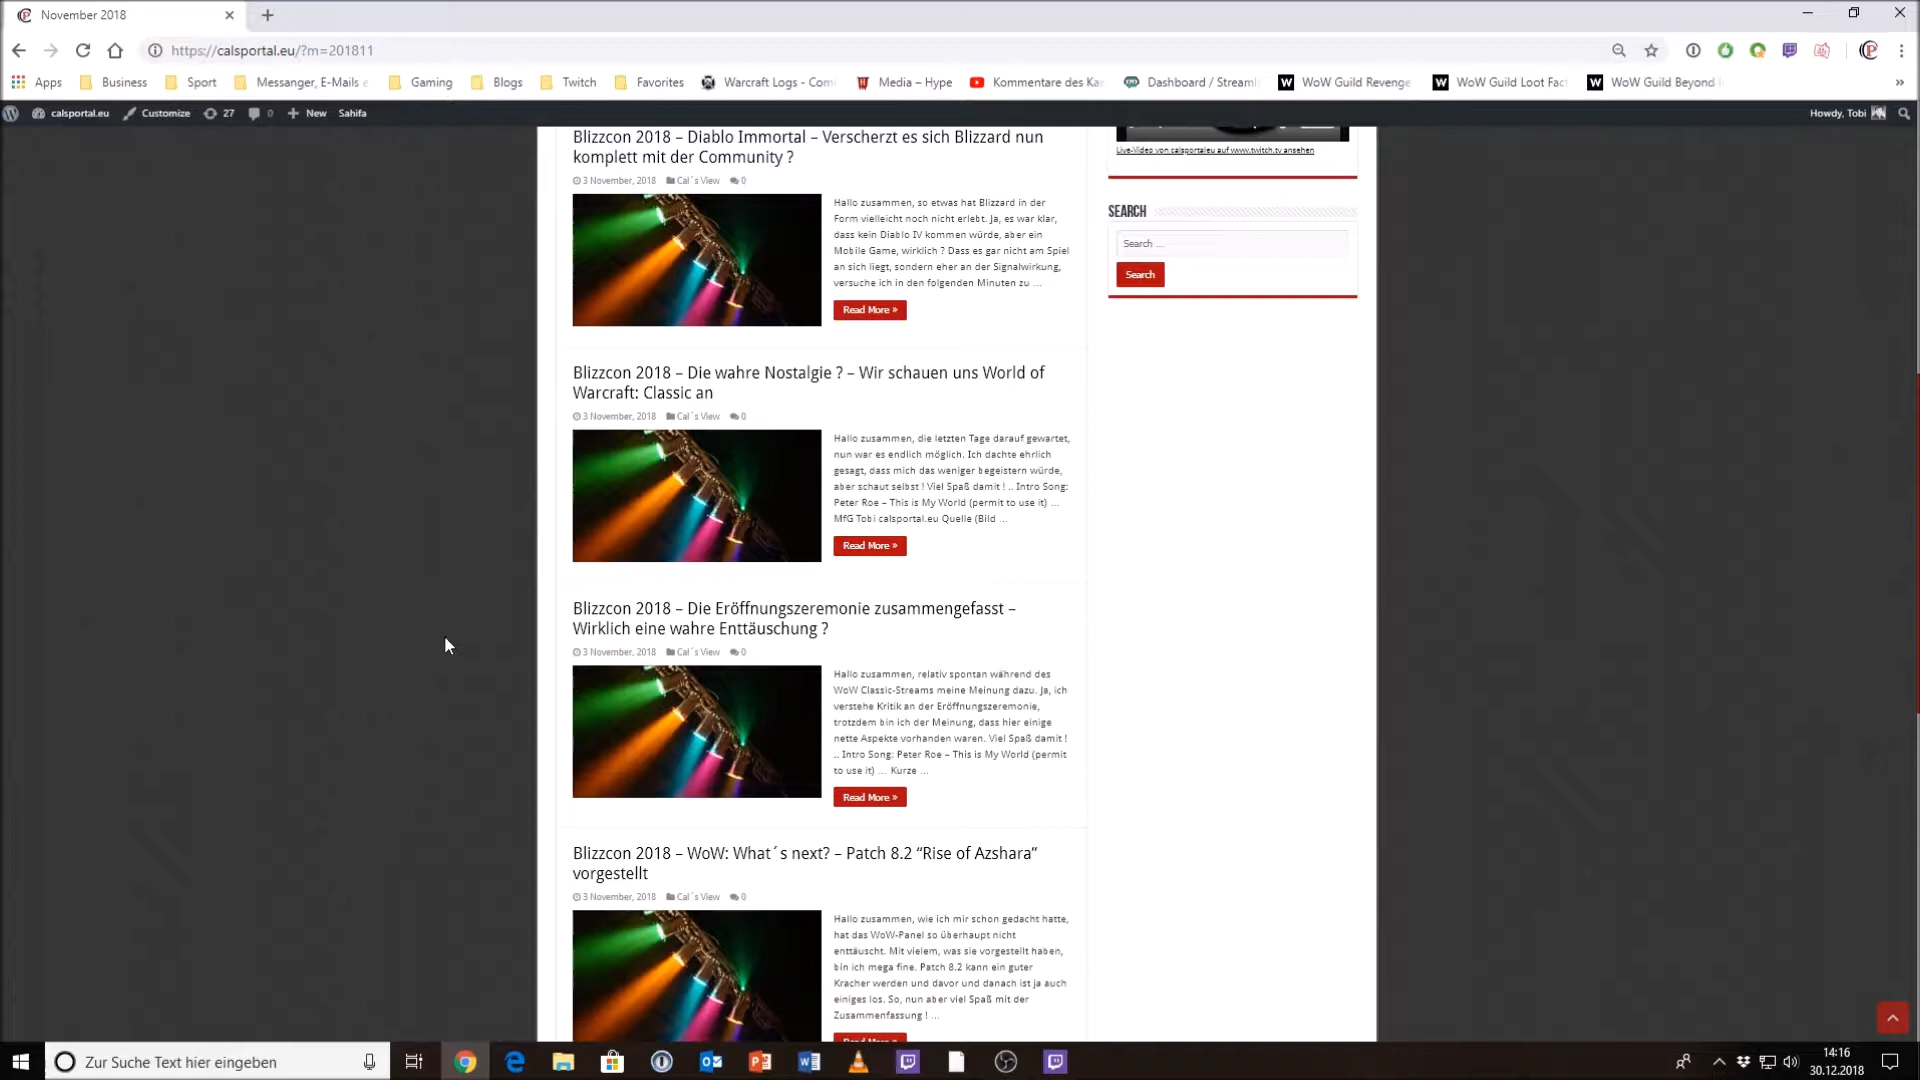 November 2018
https://calsportal.eu/?m=201811
Apps Business Sport Messanger, E-Mails e Gaming Blogs Twitch Favorites Warcraft Logs - Com Media – Hype Kommentare des Ka Dashboard / Streaml WoW Guild Revenge WoW Guild Loot Fact WoW Guild Beyond »
calsportal.eu Customize 27 0 New Sahifa Howdy, Tobi
Blizzcon 2018 – Diablo Immortal – Verscherzt es sich Blizzard nun
komplett mit der Community ?
3 November, 2018 Cal´s View 0
Hallo zusammen, so etwas hat Blizzard in der
Form vielleicht noch nicht erlebt. Ja, es war klar,
dass kein Diablo IV kommen würde, aber ein
Mobile Game, wirklich ? Dass es gar nicht am Spiel
an sich liegt, sondern eher an der Signalwirkung,
versuche ich in den folgenden Minuten zu ...
Read More »
Blizzcon 2018 – Die wahre Nostalgie ? – Wir schauen uns World of
Warcraft: Classic an
3 November, 2018 Cal´s View 0
Hallo zusammen, die letzten Tage darauf gewartet,
nun war es endlich möglich. Ich dachte ehrlich
gesagt, dass mich das weniger begeistern würde,
aber schaut selbst ! Viel Spaß damit ! .. Intro Song:
Peter Roe – This is My World (permit to use it) ...
MfG Tobi calsportal.eu Quelle (Bild ...
Read More »
Blizzcon 2018 – Die Eröffnungszeremonie zusammengefasst –
Wirklich eine wahre Enttäuschung ?
3 November, 2018 Cal´s View 0
Hallo zusammen, relativ spontan während des
WoW Classic-Streams meine Meinung dazu. Ja, ich
verstehe Kritik an der Eröffnungszeremonie,
trotzdem bin ich der Meinung, dass hier einige
nette Aspekte vorhanden waren. Viel Spaß damit !
.. Intro Song: Peter Roe – This is My World (permit
to use it) ... Kurze ...
Read More »
Blizzcon 2018 – WoW: What´s next? – Patch 8.2 “Rise of Azshara”
vorgestellt
3 November, 2018 Cal´s View 0
Hallo zusammen, wie ich mir schon gedacht hatte,
hat das WoW-Panel so überhaupt nicht
enttäuscht. Mit vielem, was sie vorgestellt haben,
bin ich mega fine. Patch 8.2 kann ein guter
Kracher werden und davor und danach ist ja auch
einiges los. So, nun aber viel Spaß mit der
Zusammenfassung ! ...
Read More »
Live-Video von calsportaleu auf www.twitch.tv ansehen
SEARCH
Search ...
Search
Zur Suche Text hier eingeben
14:16
30.12.2018